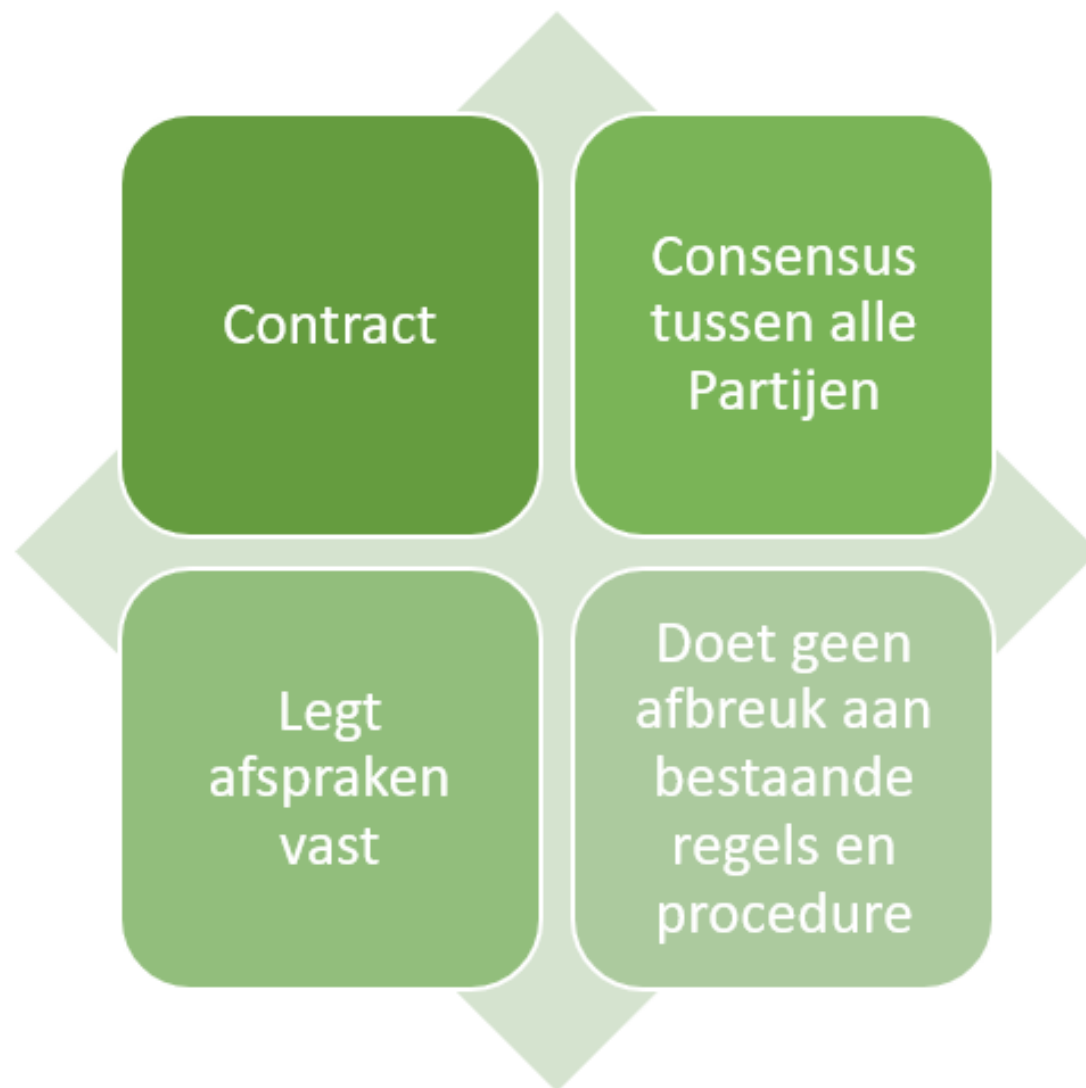 Contract
Consensus
tussen alle
Partijen
Legt
afspraken
vast
Doet geen
afbreuk aan
bestaande
regels en
procedure